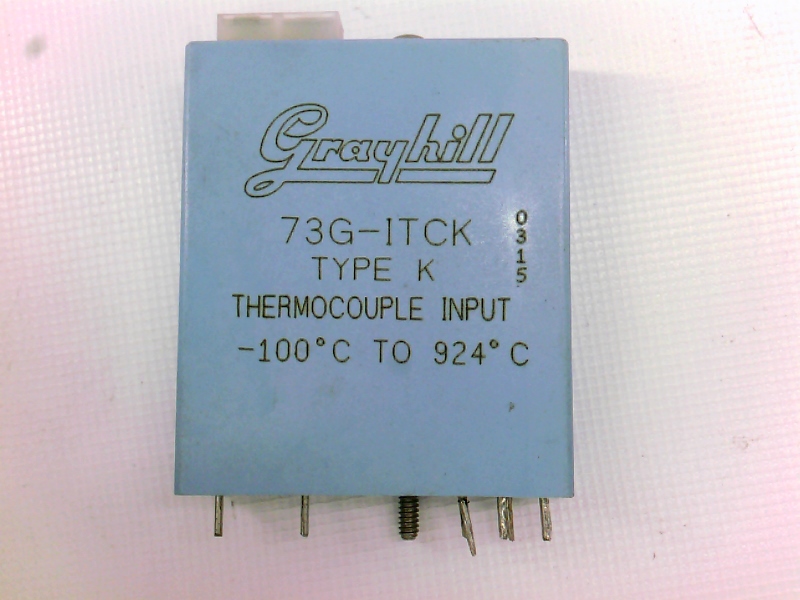 Grayhill
73G-ITCK
0315
TYPE K
THERMOCOUPLE INPUT
-100°C TO 924°C